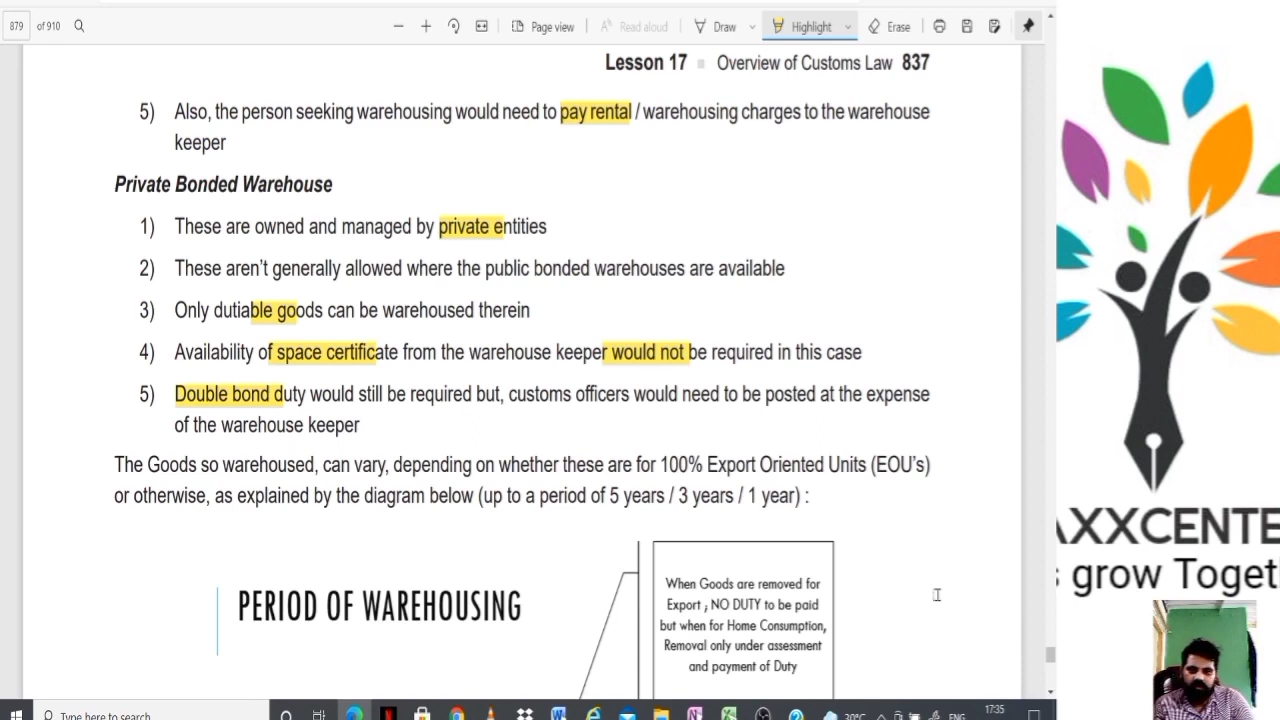 879 of 910
Page view
Read aloud
Draw
Highlight
Erase
Lesson 17 Overview of Customs Law 837
5) Also, the person seeking warehousing would need to pay rental / warehousing charges to the warehouse
keeper
Private Bonded Warehouse
1) These are owned and managed by private entities
2) These aren't generally allowed where the public bonded warehouses are available
3) Only dutiable goods can be warehoused therein
4) Availability of space certificate from the warehouse keeper would not be required in this case
5) Double bond duty would still be required but, customs officers would need to be posted at the expense
of the warehouse keeper
The Goods so warehoused, can vary, depending on whether these are for 100% Export Oriented Units (EOU's)
or otherwise, as explained by the diagram below (up to a period of 5 years / 3 years / 1 year) :
PERIOD OF WAREHOUSING
When Goods are removed for
Export ; NO DUTY to be paid
but when for Home Consumption,
Removal only under assessment
and payment of Duty
AXXCENTE
s grow Togeth
Type here to search
30°C
ENG
17:35